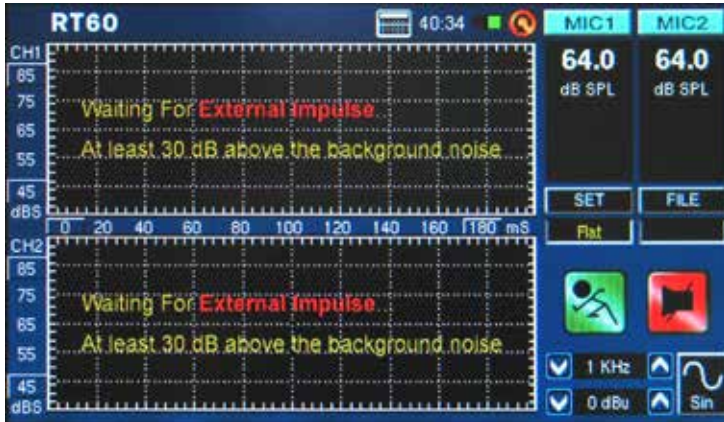 RT60
40:34
MIC1 MIC2
64.0 64.0
dB SPL dB SPL
CH1
85
75
65
55
45
dBS
Waiting For External Impulse...
At least 30 dB above the background noise
0 20 40 60 80 100 120 140 160 180 mS
SET FILE
Flat
CH2
85
75
65
55
45
dBS
Waiting For External Impulse...
At least 30 dB above the background noise
1 KHz
0 dBu
Sin